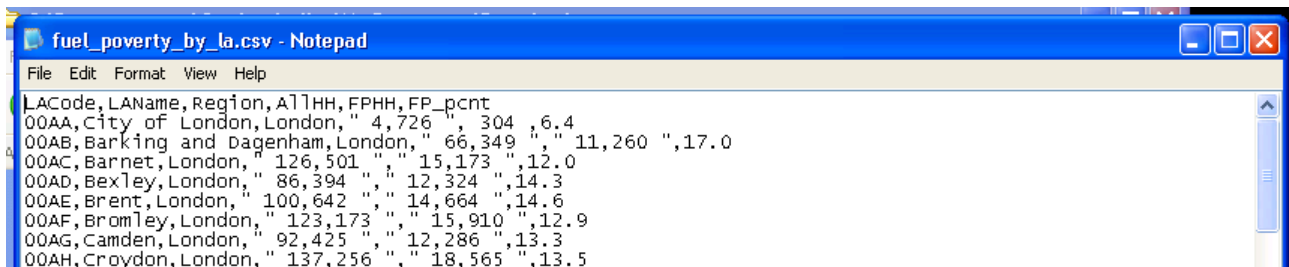 fuel_poverty_by_la.csv - Notepad
File Edit Format View Help
LACode,LAName,Region,AllHH,FPHH,FP_pcnt
00AA,City of London,London," 4,726 ", 304 ,6.4
00AB,Barking and Dagenham,London," 66,349 "," 11,260 ",17.0
00AC,Barnet,London," 126,501 "," 15,173 ",12.0
00AD,Bexley,London," 86,394 "," 12,324 ",14.3
00AE,Brent,London," 100,642 "," 14,664 ",14.6
00AF,Bromley,London," 123,173 "," 15,910 ",12.9
00AG,Camden,London," 92,425 "," 12,286 ",13.3
00AH,Croydon,London," 137,256 "," 18,565 ",13.5